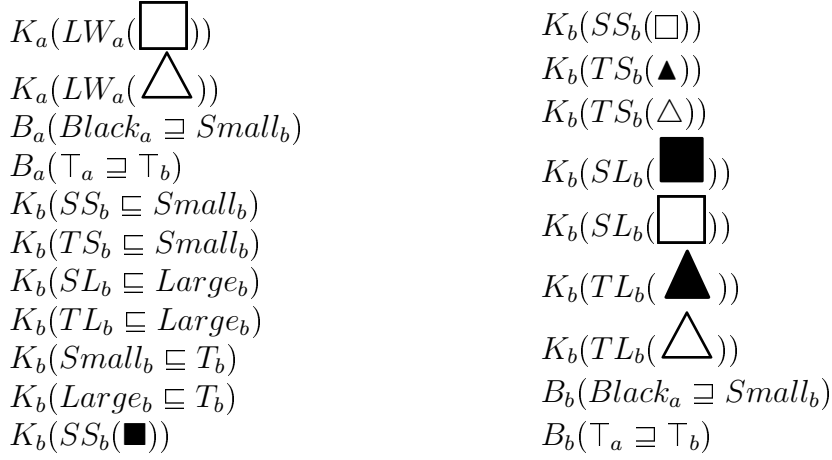 K_a(LW_a(□))
K_a(LW_a(△))
B_a(Black_a ⊒ Small_b)
B_a(⊤_a ⊒ ⊤_b)
K_b(SS_b ⊑ Small_b)
K_b(TS_b ⊑ Small_b)
K_b(SL_b ⊑ Large_b)
K_b(TL_b ⊑ Large_b)
K_b(Small_b ⊑ T_b)
K_b(Large_b ⊑ T_b)
K_b(SS_b(■))
K_b(SS_b(□))
K_b(TS_b(▲))
K_b(TS_b(△))
K_b(SL_b(■))
K_b(SL_b(□))
K_b(TL_b(▲))
K_b(TL_b(△))
B_b(Black_a ⊒ Small_b)
B_b(⊤_a ⊒ ⊤_b)